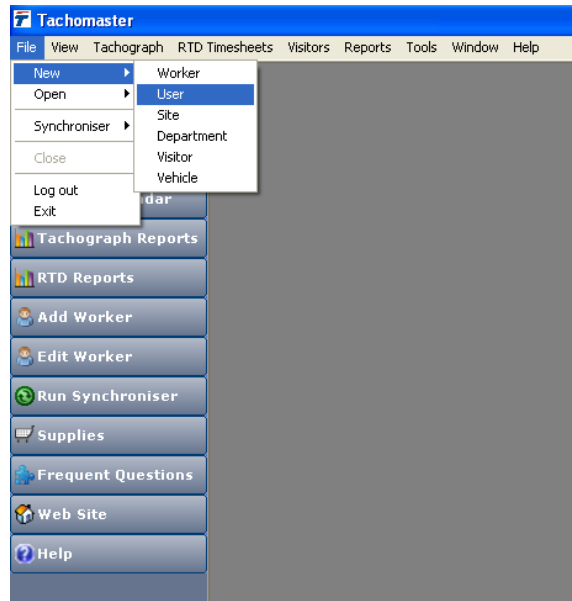 Tachomaster
File View Tachograph RTD Timesheets Visitors Reports Tools Window Help
New
Open
Synchroniser
Close
Log out
Exit
Worker
User
Site
Department
Visitor
Vehicle
dar
Tachograph Reports
RTD Reports
Add Worker
Edit Worker
Run Synchroniser
Supplies
Frequent Questions
Web Site
Help